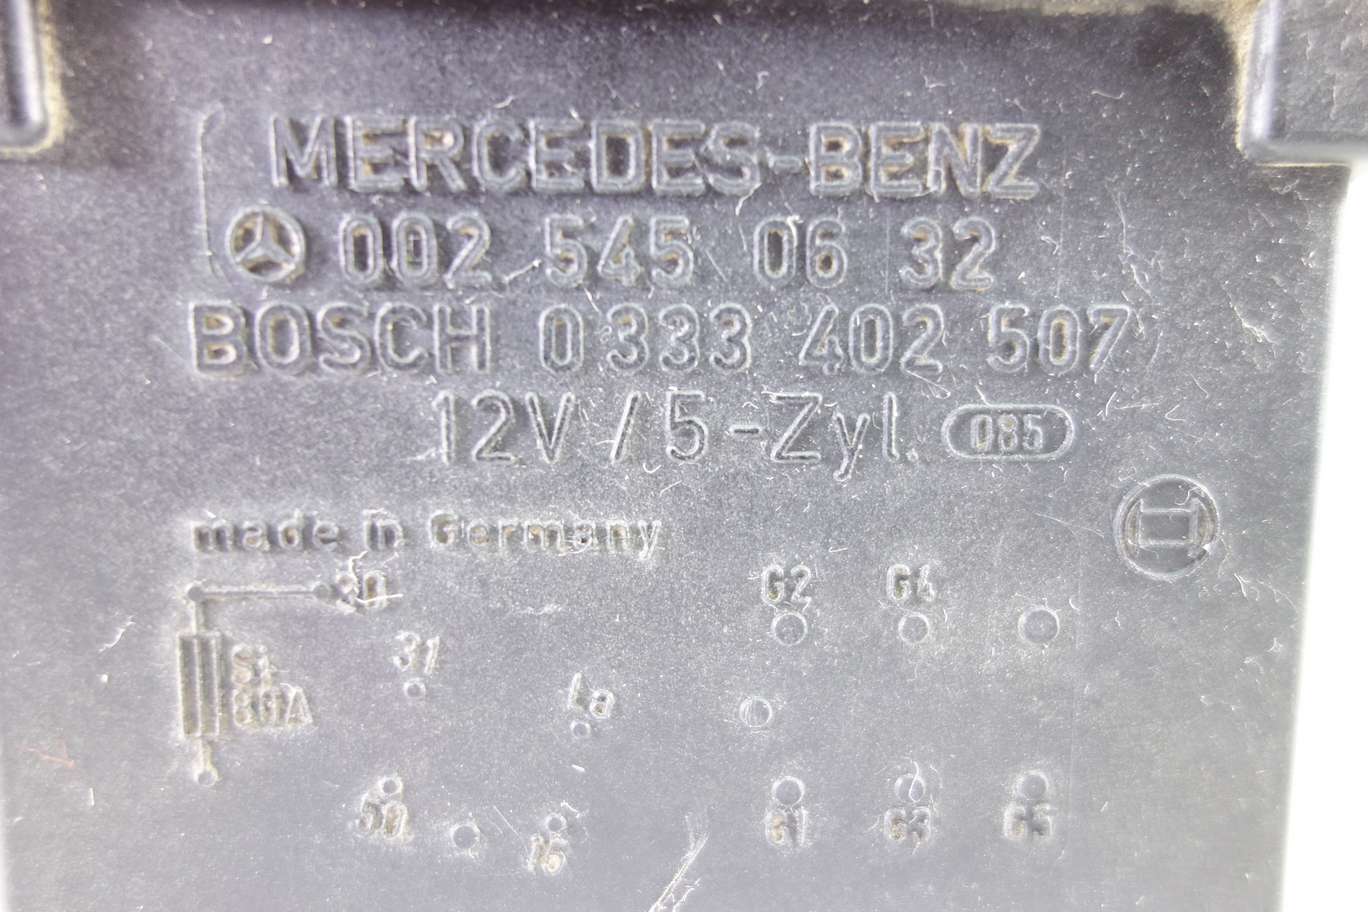 MERCEDES-BENZ
002 545 06 32
BOSCH 0 333 402 507
12V / 5-Zyl. 085
made in Germany
30
G2 G4
31
Si.
80A
La
50
15
G1 G3 G5